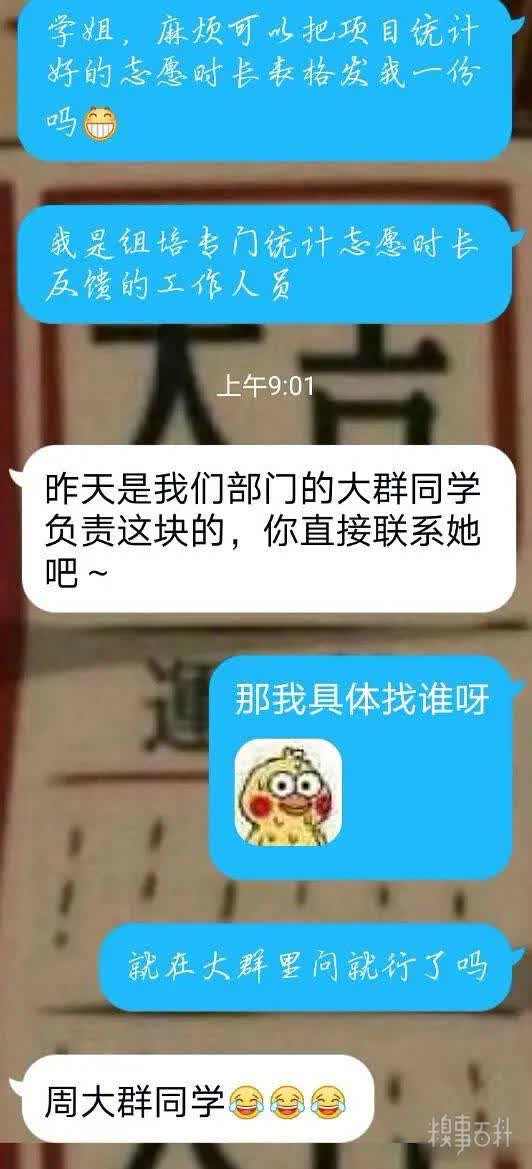 学姐，麻烦可以把项目统计
好的志愿时长表格发我一份
吗
我是组培专门统计志愿时长
反馈的工作人员
大吉
上午9:01
昨天是我们部门的大群同学
负责这块的，你直接联系她
吧～
運
那我具体找谁呀
就在大群里问就行了吗
周大群同学
糗事百科